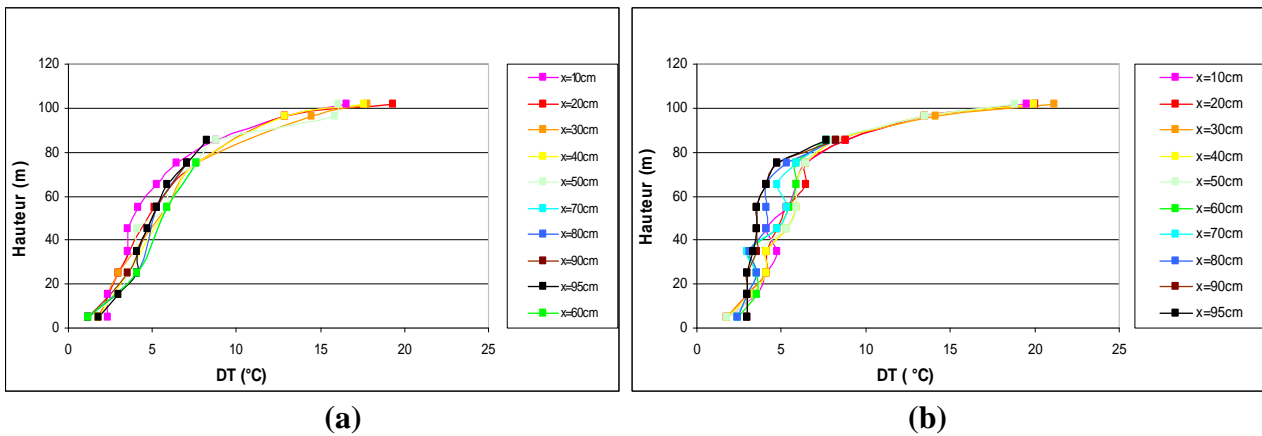 120
100
80
60
40
20
0
Hauteur (m)
0 5 10 15 20 25
DT (°C)
x=10cm
x=20cm
x=30cm
x=40cm
x=50cm
x=70cm
x=80cm
x=90cm
x=95cm
x=60cm
(a)
120
100
80
60
40
20
0
Hauteur (m)
0 5 10 15 20 25
DT ( °C)
x=10cm
x=20cm
x=30cm
x=40cm
x=50cm
x=60cm
x=70cm
x=80cm
x=90cm
x=95cm
(b)